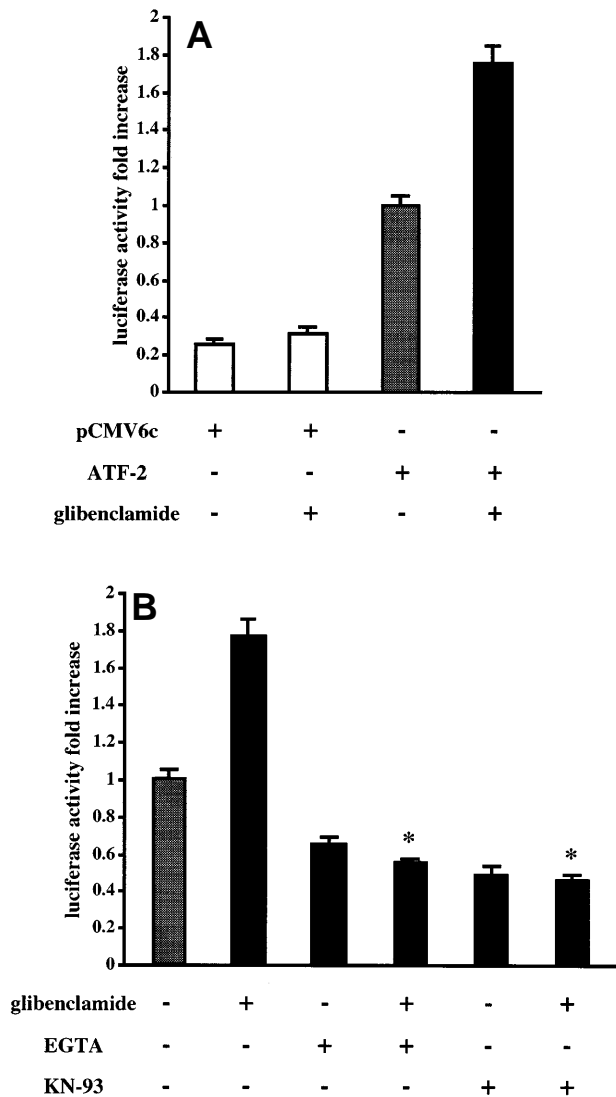 A
luciferase activity fold increase
2
1.8
1.6
1.4
1.2
1
0.8
0.6
0.4
0.2
0
pCMV6c + + - -
ATF-2 - - + +
glibenclamide - + - +
B
luciferase activity fold increase
2
1.8
1.6
1.4
1.2
1
0.8
0.6
0.4
0.2
0
* *
glibenclamide - + - + - +
EGTA - - + + - -
KN-93 - - - - + +